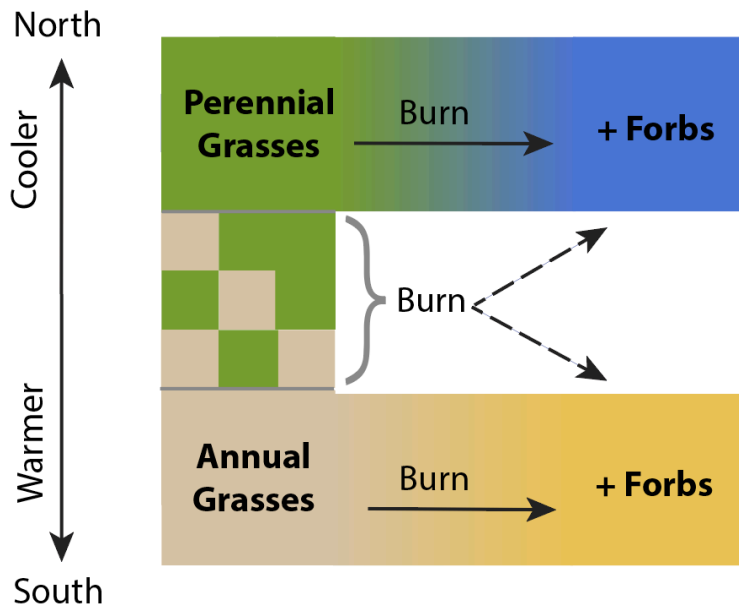 North
Cooler
Warmer
South
Perennial
Grasses
Burn
+ Forbs
Burn
Annual
Grasses
Burn
+ Forbs